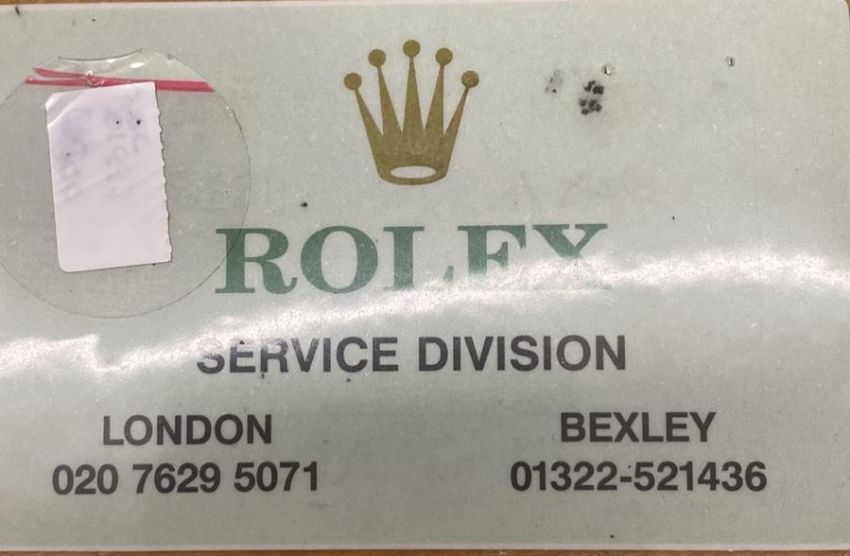 ROLEX
SERVICE DIVISION
LONDON
020 7629 5071
BEXLEY
01322-521436